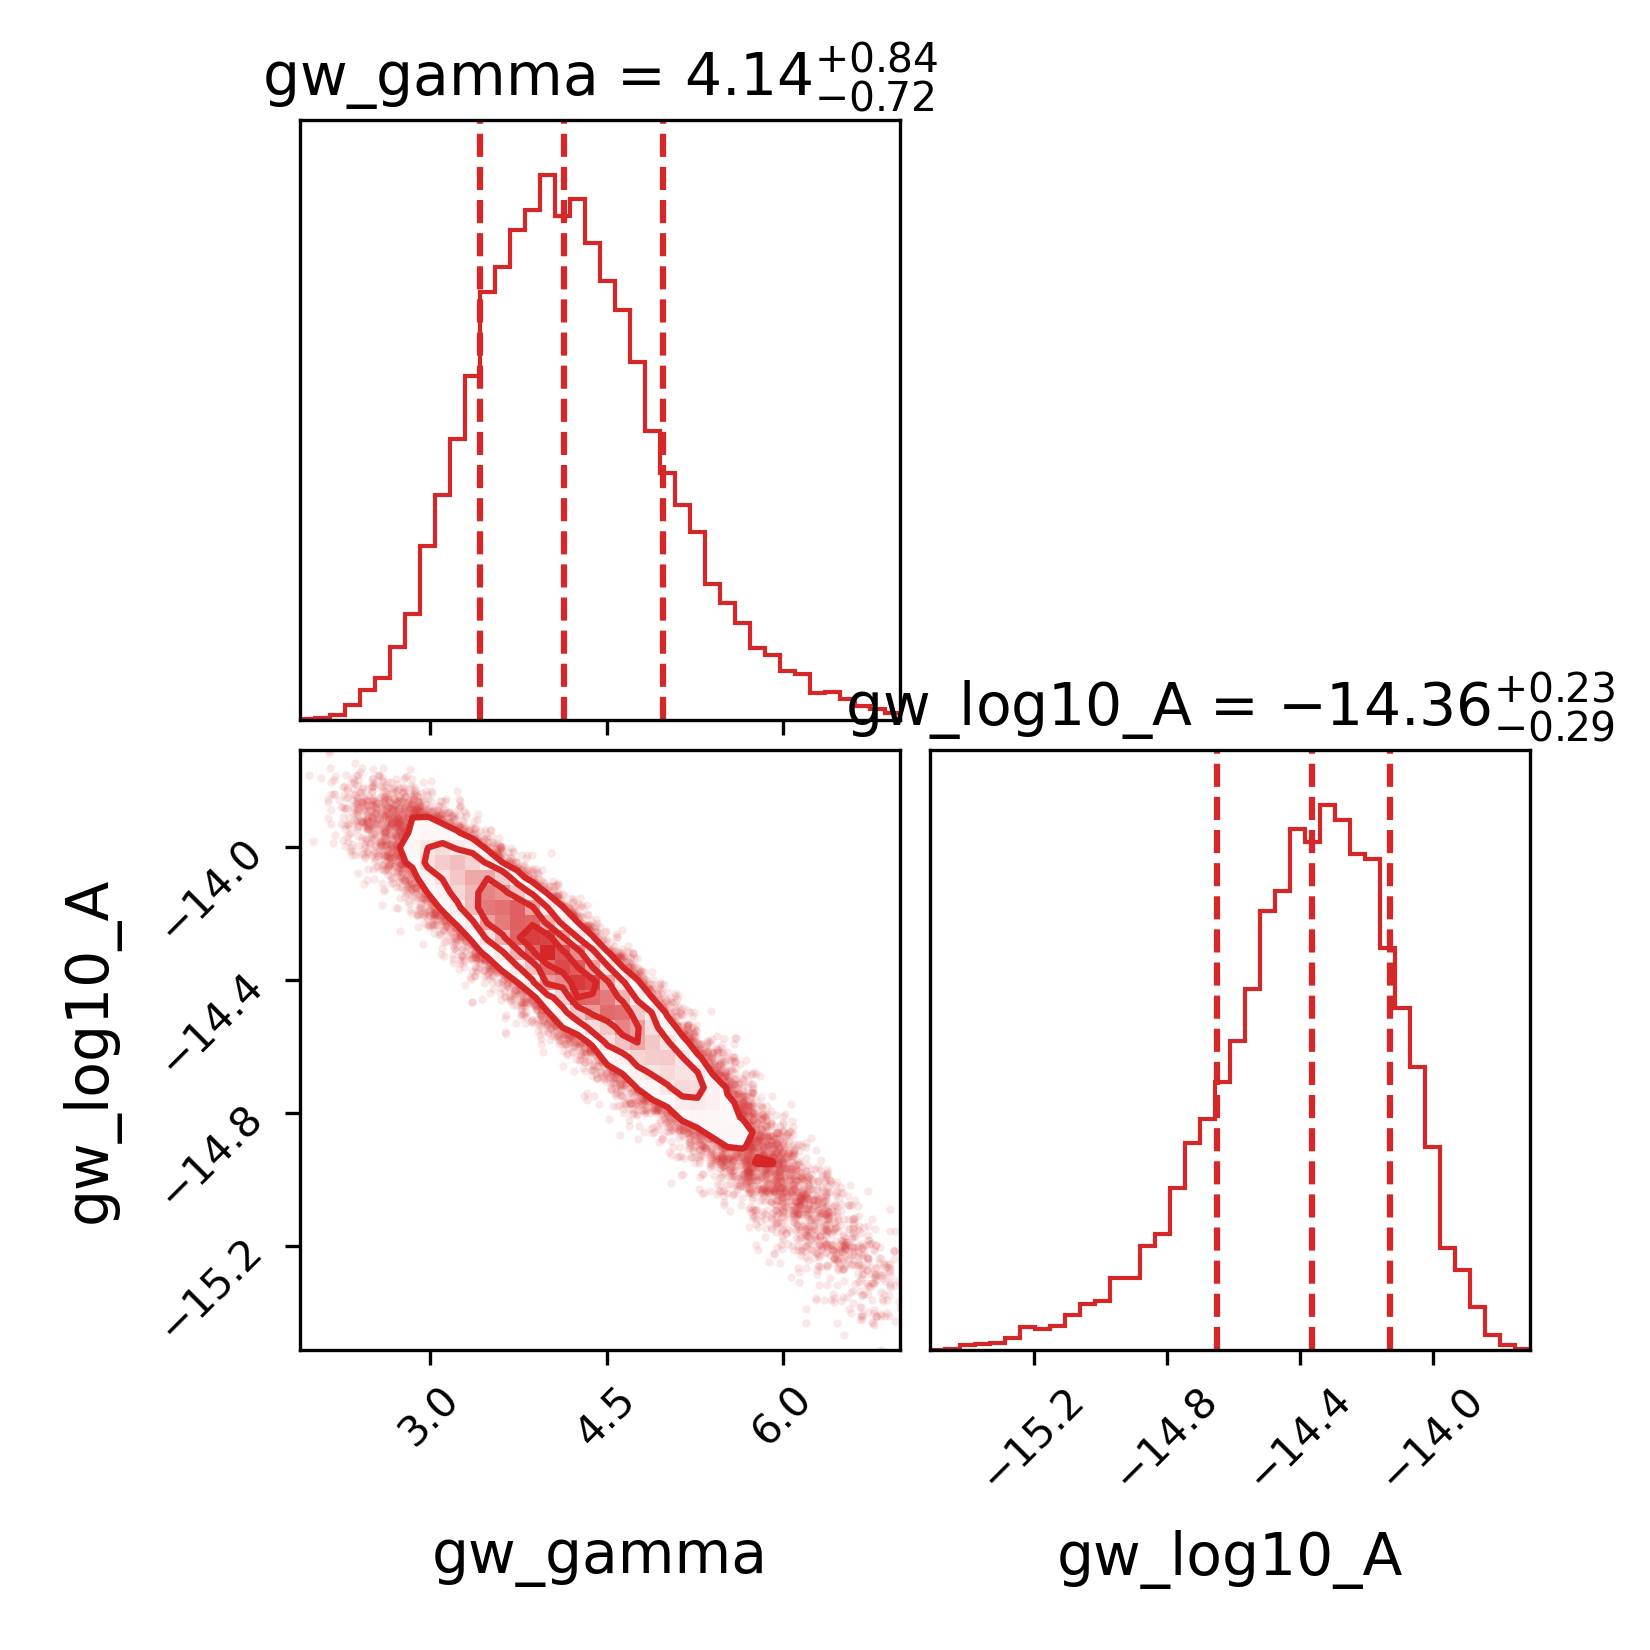 gw_gamma = 4.14 +0.84 −0.72
gw_log10_A = −14.36 +0.23 −0.29
gw_log10_A
−14.0
−14.4
−14.8
−15.2
3.0 4.5 6.0
−15.2 −14.8 −14.4 −14.0
gw_gamma
gw_log10_A